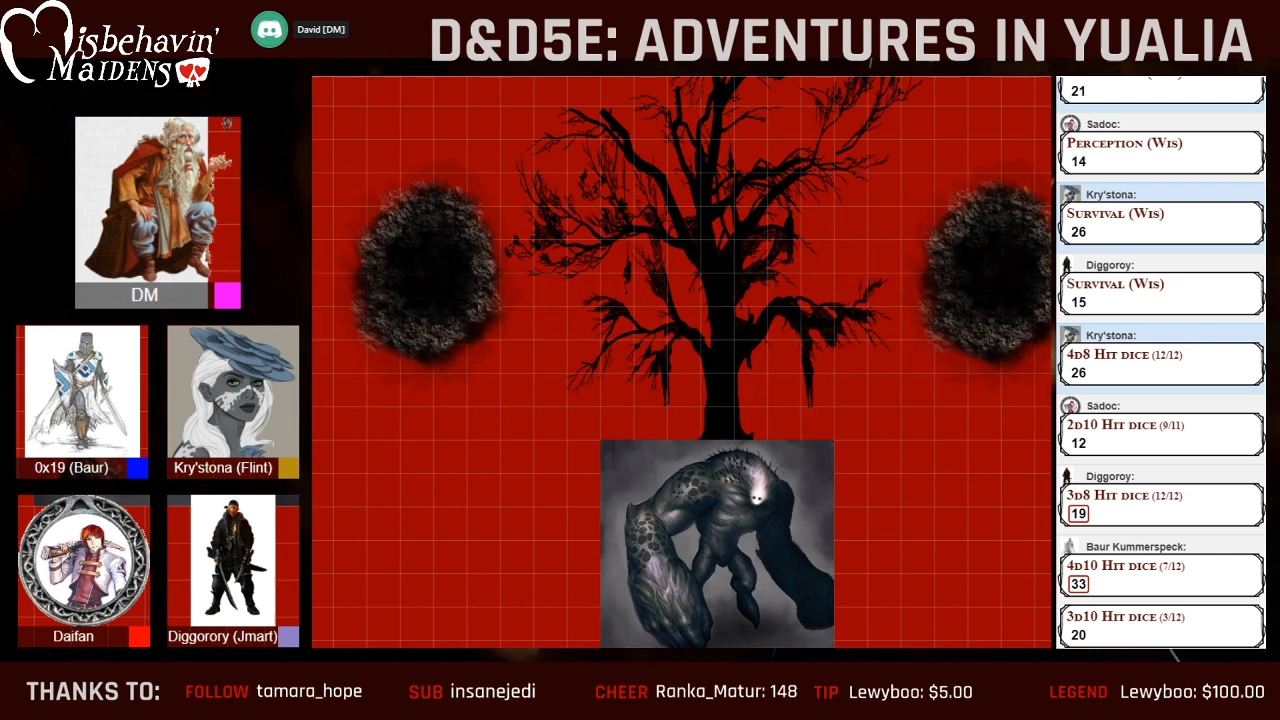 Misbehavin'
Maidens
David [DM]
D&D5E: ADVENTURES IN YUALIA
DM
0x19 (Baur)
Kry'stona (Flint)
Daifan
Diggorory (Jmart)
21
Sadoc:
Perception (Wis)
14
Kry'stona:
Survival (Wis)
26
Diggoroy:
Survival (Wis)
15
Kry'stona:
4d8 Hit dice (12/12)
26
Sadoc:
2d10 Hit dice (9/11)
12
Diggoroy:
3d8 Hit dice (12/12)
19
Baur Kummerspeck:
4d10 Hit dice (7/12)
33
3d10 Hit dice (3/12)
20
THANKS TO: FOLLOW tamara_hope SUB insanejedi CHEER Ranka_Matur: 148 TIP Lewyboo: $5.00 LEGEND Lewyboo: $100.00